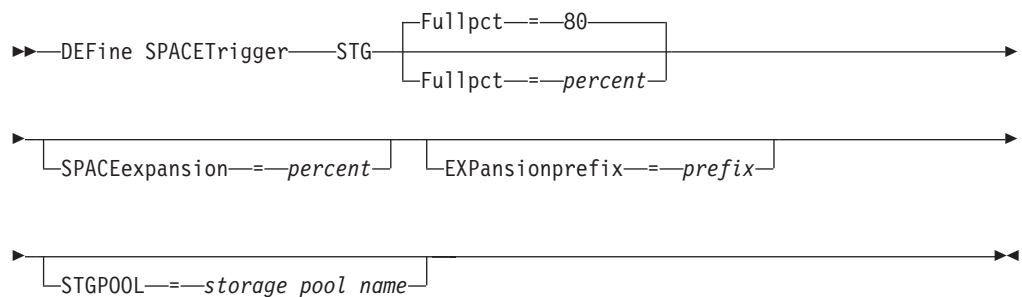 Fullpct = 80
DEFine SPACETrigger STG
Fullpct = percent
SPACEexpansion = percent EXPansionprefix = prefix
STGPOOL = storage pool name